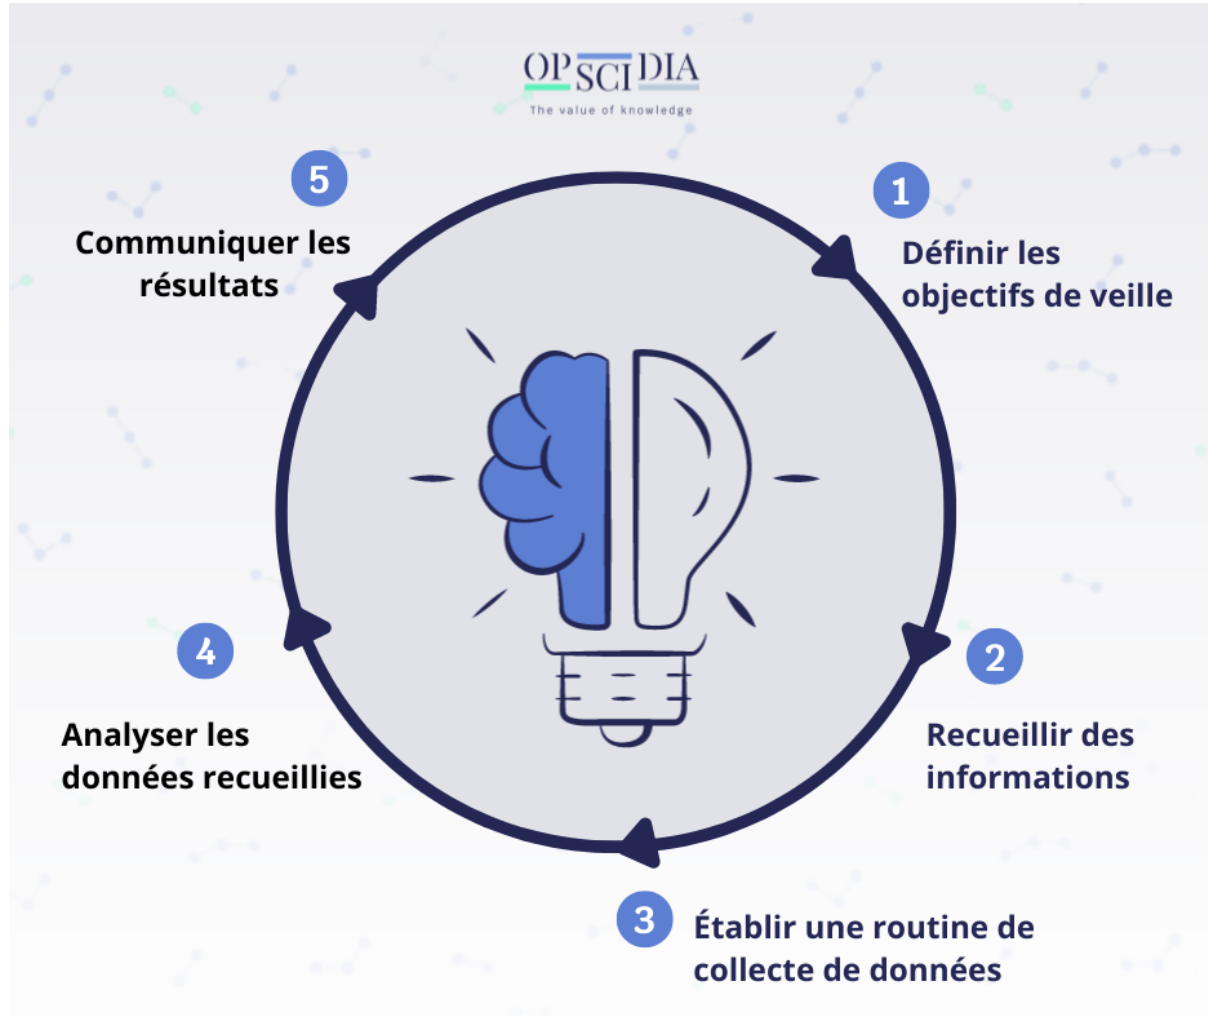 OPSCIDIA
The value of knowledge
1
Définir les
objectifs de veille
2
Recueillir des
informations
3
Établir une routine de
collecte de données
4
Analyser les
données recueillies
5
Communiquer les
résultats